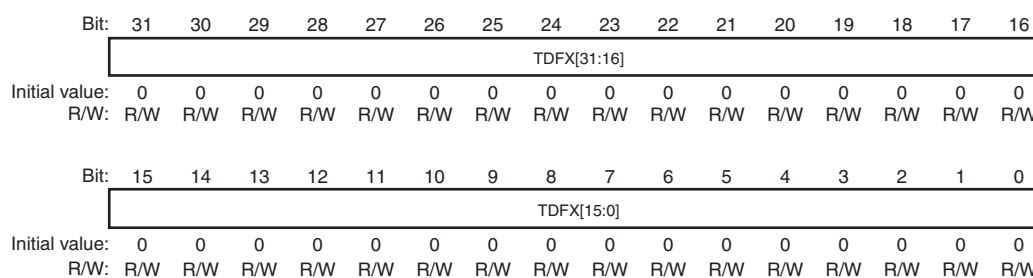 Bit: 31 30 29 28 27 26 25 24 23 22 21 20 19 18 17 16
TDFX[31:16]
Initial value: 0 0 0 0 0 0 0 0 0 0 0 0 0 0 0 0
R/W: R/W R/W R/W R/W R/W R/W R/W R/W R/W R/W R/W R/W R/W R/W R/W R/W
Bit: 15 14 13 12 11 10 9 8 7 6 5 4 3 2 1 0
TDFX[15:0]
Initial value: 0 0 0 0 0 0 0 0 0 0 0 0 0 0 0 0
R/W: R/W R/W R/W R/W R/W R/W R/W R/W R/W R/W R/W R/W R/W R/W R/W R/W